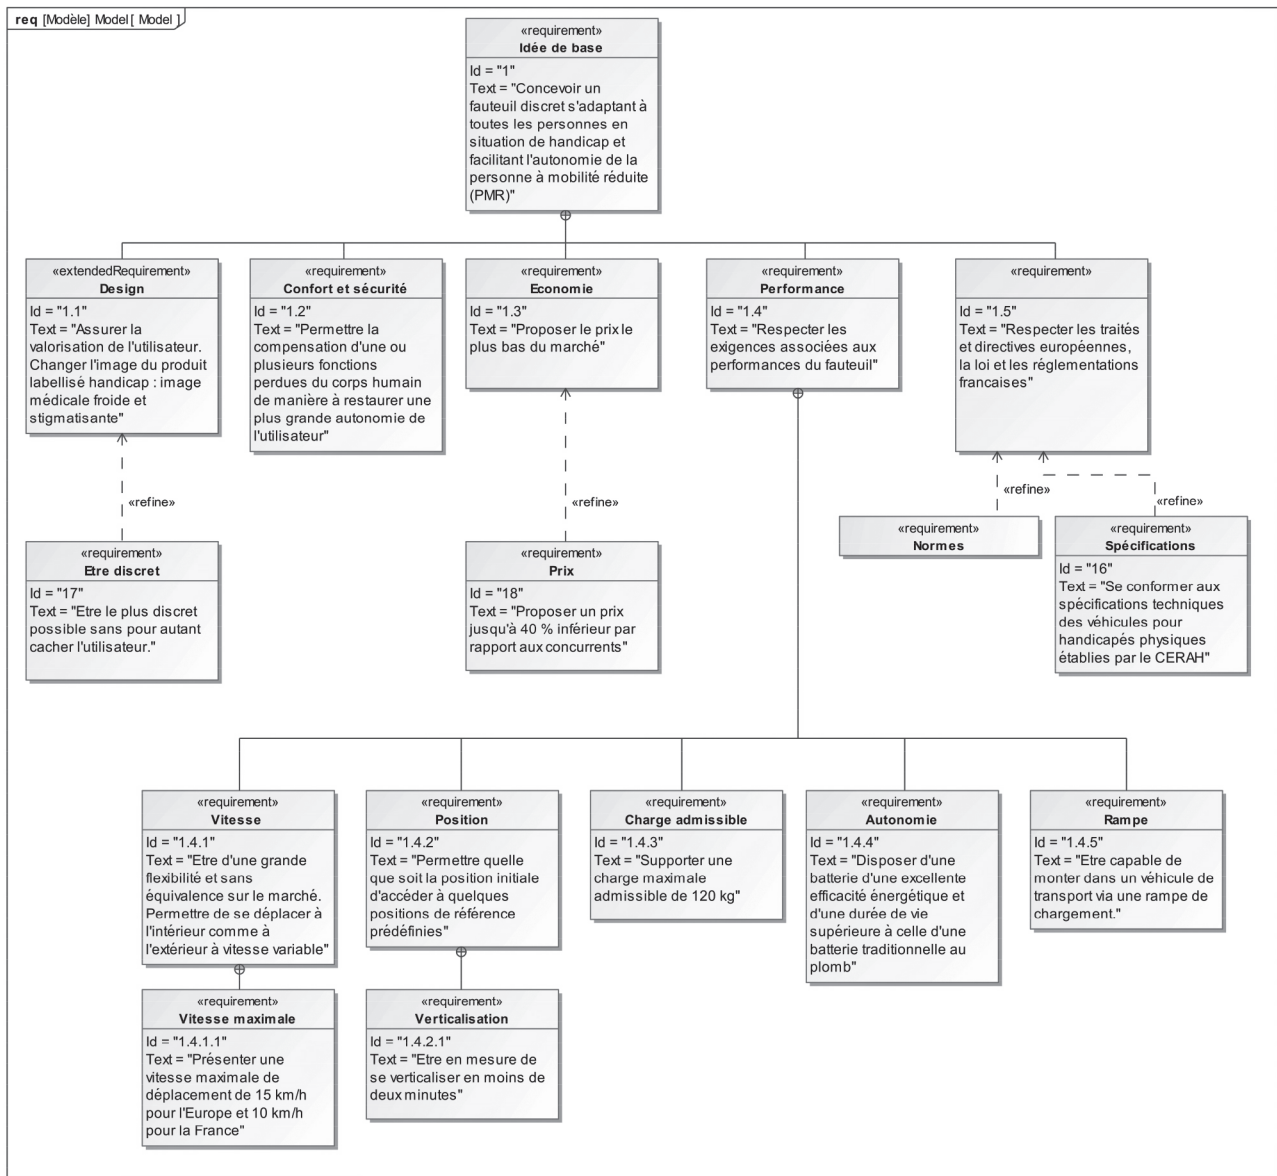 req [Modèle] Model [ Model ]
«requirement»
Idée de base
Id = "1"
Text = "Concevoir un
fauteuil discret s'adaptant à
toutes les personnes en
situation de handicap et
facilitant l'autonomie de la
personne à mobilité réduite
(PMR)"
«extendedRequirement»
Design
Id = "1.1"
Text = "Assurer la
valorisation de l'utilisateur.
Changer l'image du produit
labellisé handicap : image
médicale froide et
stigmatisante"
«requirement»
Confort et sécurité
Id = "1.2"
Text = "Permettre la
compensation d'une ou
plusieurs fonctions
perdues du corps humain
de manière à restaurer une
plus grande autonomie de
l'utilisateur"
«requirement»
Economie
Id = "1.3"
Text = "Proposer le prix le
plus bas du marché"
«requirement»
Performance
Id = "1.4"
Text = "Respecter les
exigences associées aux
performances du fauteuil"
«requirement»
Id = "1.5"
Text = "Respecter les traités
et directives européennes,
la loi et les réglementations
francaises"
«refine»
«refine»
«refine»
«refine»
«requirement»
Etre discret
Id = "17"
Text = "Etre le plus discret
possible sans pour autant
cacher l'utilisateur."
«requirement»
Prix
Id = "18"
Text = "Proposer un prix
jusqu'à 40 % inférieur par
rapport aux concurrents"
«requirement»
Normes
«requirement»
Spécifications
Id = "16"
Text = "Se conformer aux
spécifications techniques
des véhicules pour
handicapés physiques
établies par le CERAH"
«requirement»
Vitesse
Id = "1.4.1"
Text = "Etre d'une grande
flexibilité et sans
équivalence sur le marché.
Permettre de se déplacer à
l'intérieur comme à
l'extérieur à vitesse variable"
«requirement»
Position
Id = "1.4.2"
Text = "Permettre quelle
que soit la position initiale
d'accéder à quelques
positions de référence
prédéfinies"
«requirement»
Charge admissible
Id = "1.4.3"
Text = "Supporter une
charge maximale
admissible de 120 kg"
«requirement»
Autonomie
Id = "1.4.4"
Text = "Disposer d'une
batterie d'une excellente
efficacité énergétique et
d'une durée de vie
supérieure à celle d'une
batterie traditionnelle au
plomb"
«requirement»
Rampe
Id = "1.4.5"
Text = "Etre capable de
monter dans un véhicule de
transport via une rampe de
chargement."
«requirement»
Vitesse maximale
Id = "1.4.1.1"
Text = "Présenter une
vitesse maximale de
déplacement de 15 km/h
pour l'Europe et 10 km/h
pour la France"
«requirement»
Verticalisation
Id = "1.4.2.1"
Text = "Etre en mesure de
se verticaliser en moins de
deux minutes"